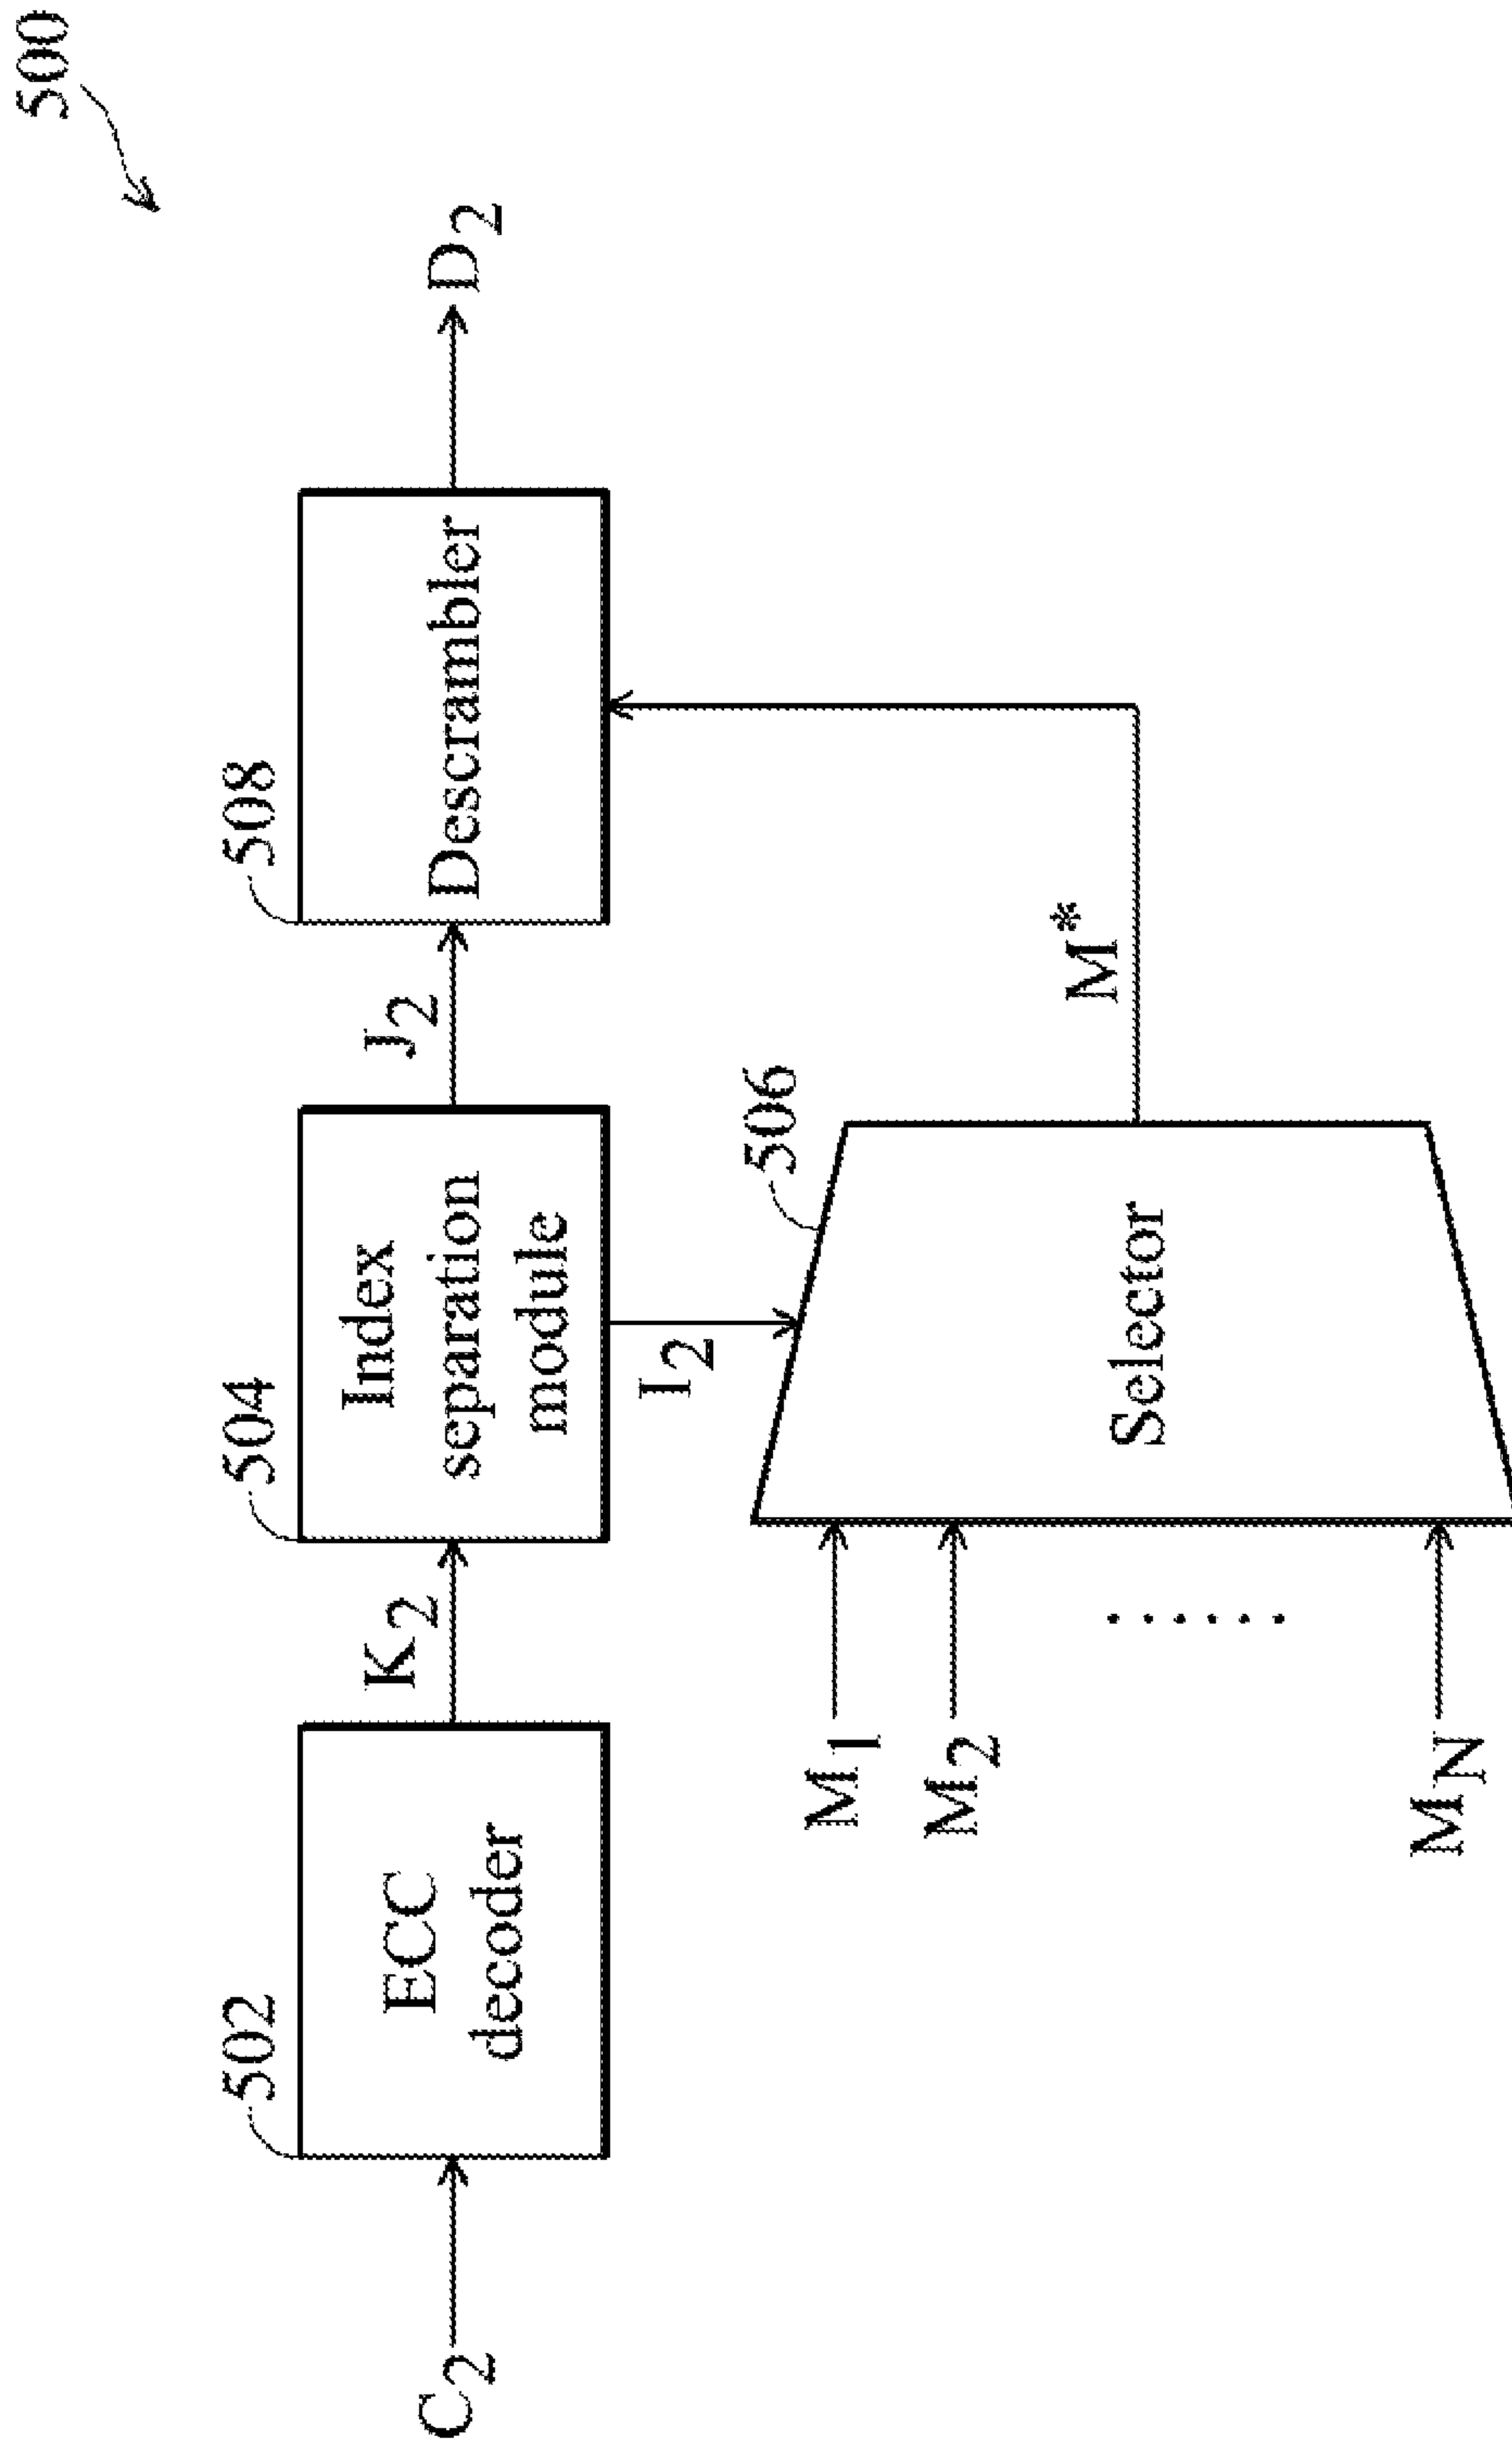 500
502
504
508
C2
ECC
decoder
K2
Index
separation
module
J2
Descrambler
D2
I2
506
M1
M2
......
MN
Selector
M*